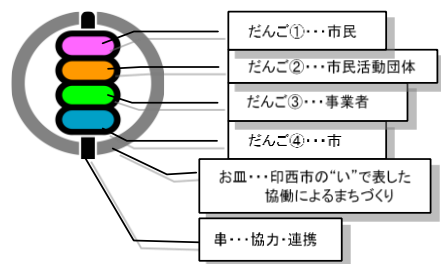 だんご①・・・市民
だんご②・・・市民活動団体
だんご③・・・事業者
だんご④・・・市
お皿・・・印西市の“い”で表した
協働によるまちづくり
串・・・協力・連携